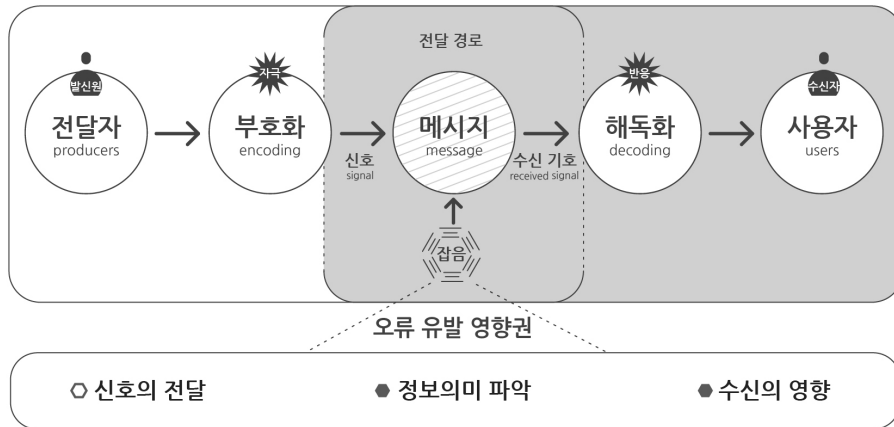 전달 경로
발신원
전달자
producers
자극
부호화
encoding
신호
signal
메시지
message
수신 기호
received signal
반응
해독화
decoding
수신자
사용자
users
잡음
오류 유발 영향권
신호의 전달
정보의미 파악
수신의 영향